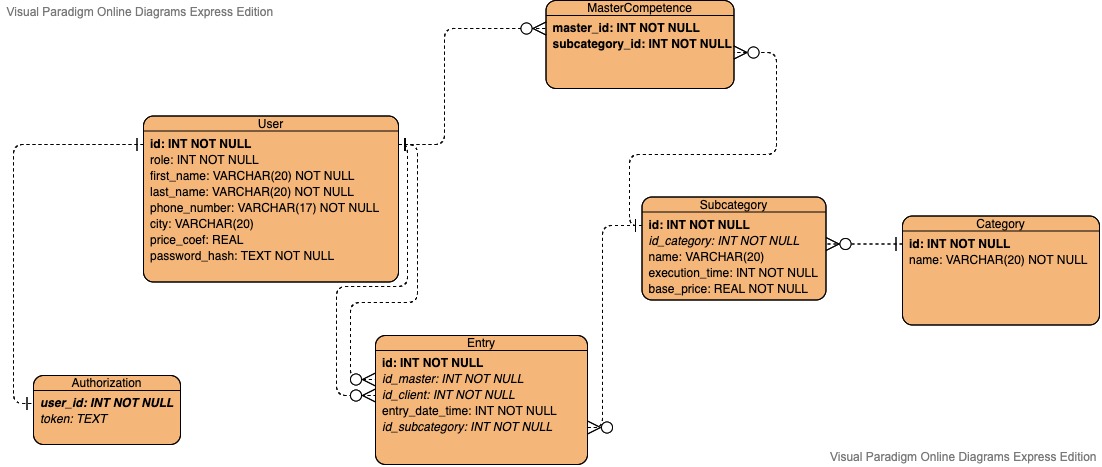 Visual Paradigm Online Diagrams Express Edition
MasterCompetence
master_id: INT NOT NULL
subcategory_id: INT NOT NULL
User
id: INT NOT NULL
role: INT NOT NULL
first_name: VARCHAR(20) NOT NULL
last_name: VARCHAR(20) NOT NULL
phone_number: VARCHAR(17) NOT NULL
city: VARCHAR(20)
price_coef: REAL
password_hash: TEXT NOT NULL
Subcategory
id: INT NOT NULL
id_category: INT NOT NULL
name: VARCHAR(20)
execution_time: INT NOT NULL
base_price: REAL NOT NULL
Category
id: INT NOT NULL
name: VARCHAR(20) NOT NULL
Entry
id: INT NOT NULL
id_master: INT NOT NULL
id_client: INT NOT NULL
entry_date_time: INT NOT NULL
id_subcategory: INT NOT NULL
Authorization
user_id: INT NOT NULL
token: TEXT
Visual Paradigm Online Diagrams Express Edition